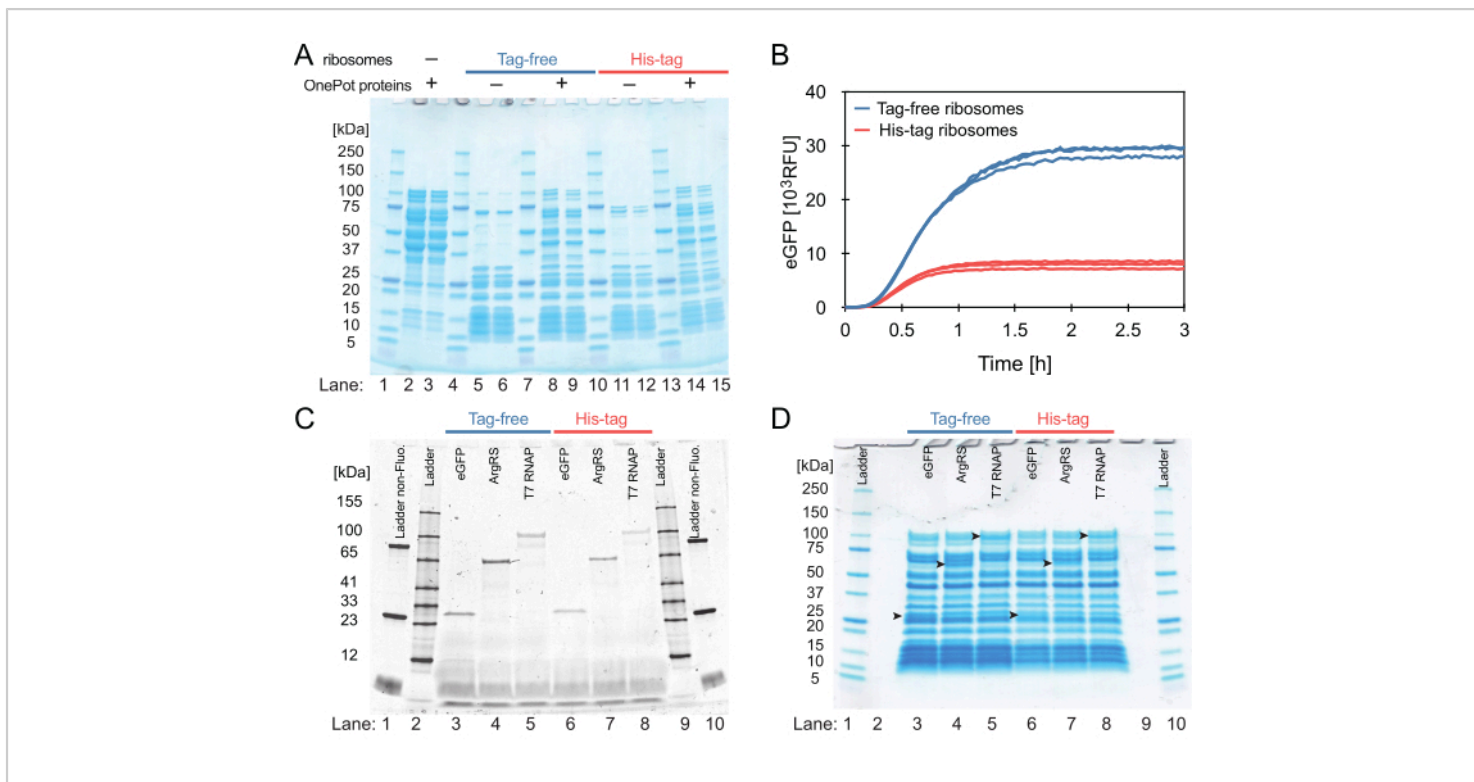 A
ribosomes − Tag-free His-tag
OnePot proteins + − + − +
[kDa]
250
150
100
75
50
37
25
20
15
10
5
Lane: 1 2 3 4 5 6 7 8 9 10 11 12 13 14 15
B
eGFP [10³RFU]
40
30
20
10
0
Tag-free ribosomes
His-tag ribosomes
0 0.5 1 1.5 2 2.5 3
Time [h]
C
Tag-free His-tag
[kDa]
155
100
65
41
33
23
12
Ladder non-Fluo.
Ladder
eGFP
ArgRS
T7 RNAP
eGFP
ArgRS
T7 RNAP
Ladder
Ladder non-Fluo.
Lane: 1 2 3 4 5 6 7 8 9 10
D
Tag-free His-tag
[kDa]
250
150
100
75
50
37
25
20
15
10
5
Ladder
eGFP
ArgRS
T7 RNAP
eGFP
ArgRS
T7 RNAP
Ladder
Lane: 1 2 3 4 5 6 7 8 9 10